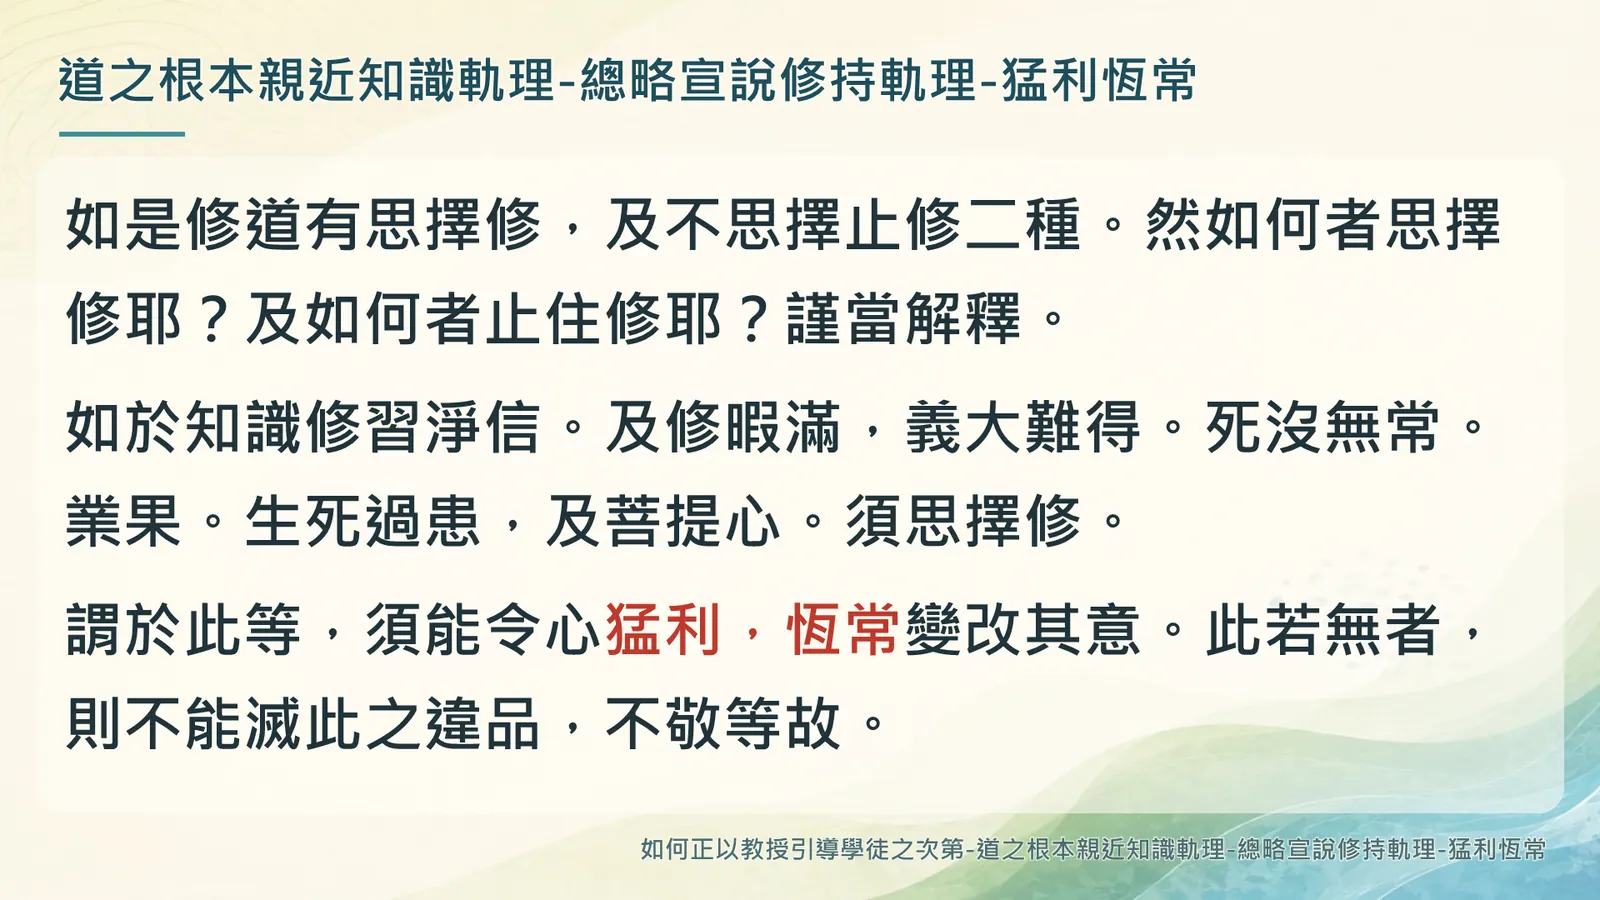 道之根本親近知識軌理-總略宣說修持軌理-猛利恆常
如是修道有思擇修，及不思擇止修二種。然如何者思擇
修耶？及如何者止住修耶？謹當解釋。
如於知識修習淨信。及修暇滿，義大難得。死沒無常。
業果。生死過患，及菩提心。須思擇修。
謂於此等，須能令心猛利，恆常變改其意。此若無者，
則不能滅此之違品，不敬等故。
如何正以教授引導學徒之次第-道之根本親近知識軌理-總略宣說修持軌理-猛利恆常